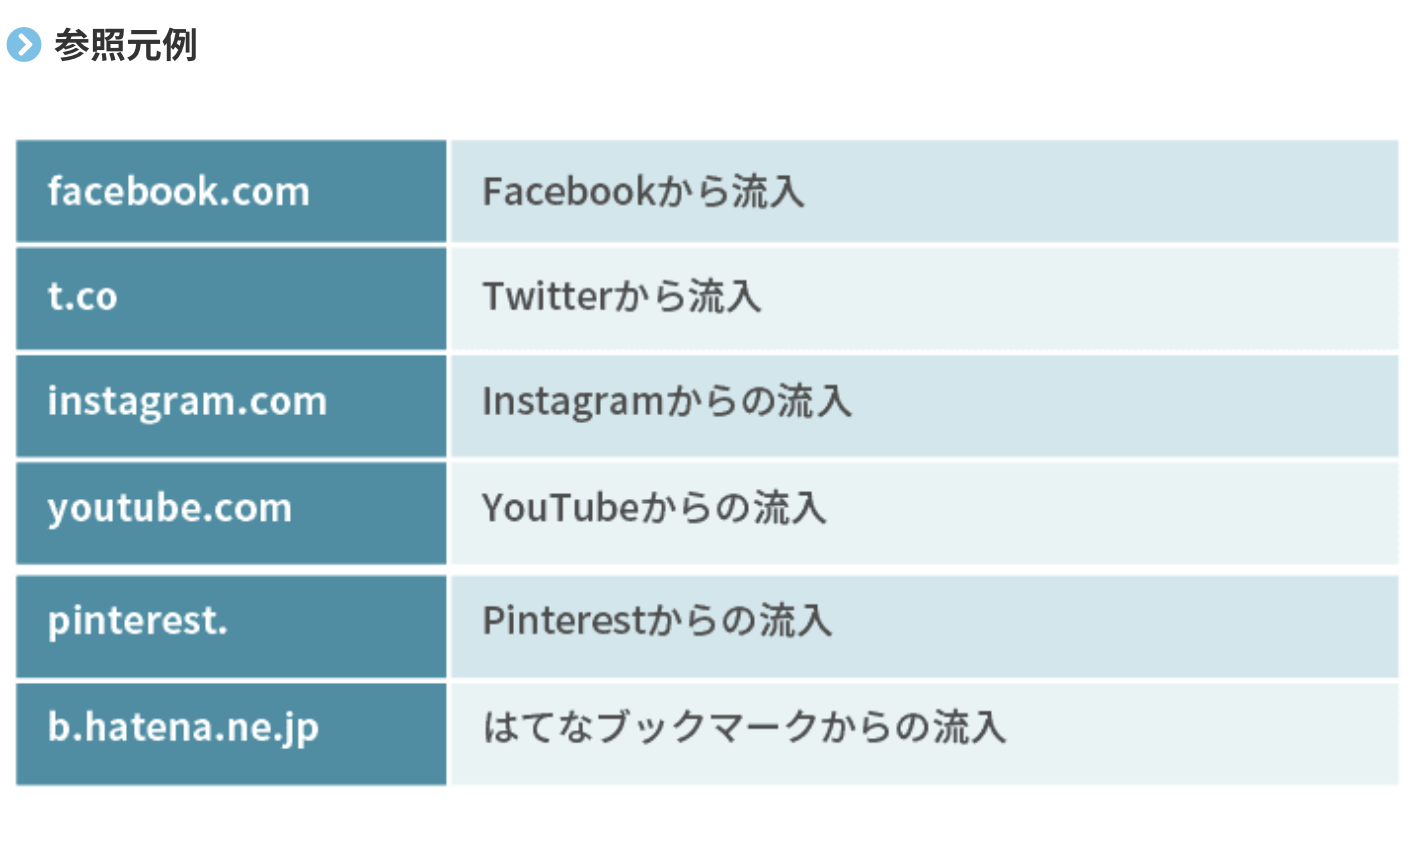 参照元例
facebook.com Facebookから流入
t.co Twitterから流入
instagram.com Instagramからの流入
youtube.com YouTubeからの流入
pinterest. Pinterestからの流入
b.hatena.ne.jp はてなブックマークからの流入